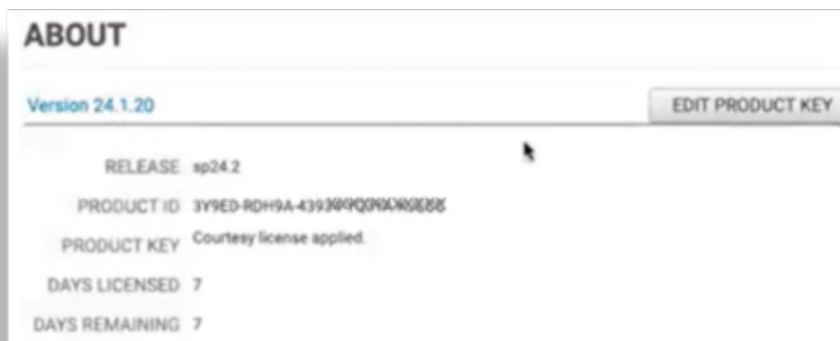 ABOUT
Version 24.1.20
EDIT PRODUCT KEY
RELEASE sp24.2
PRODUCT ID 3Y9ED-RDH9A-439
PRODUCT KEY Courtesy license applied.
DAYS LICENSED 7
DAYS REMAINING 7